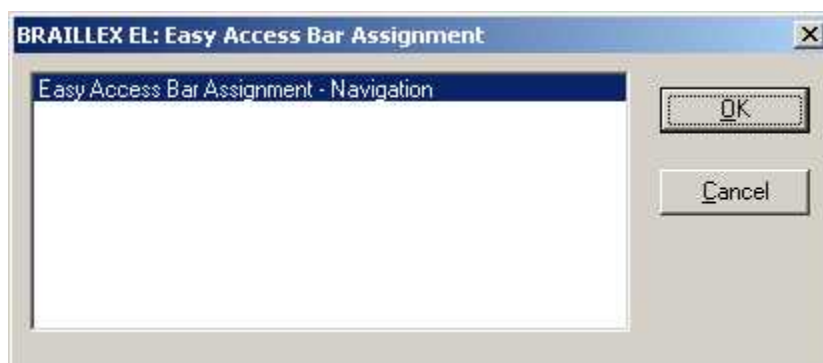 BRAILLEX EL: Easy Access Bar Assignment
Easy Access Bar Assignment - Navigation
OK
Cancel